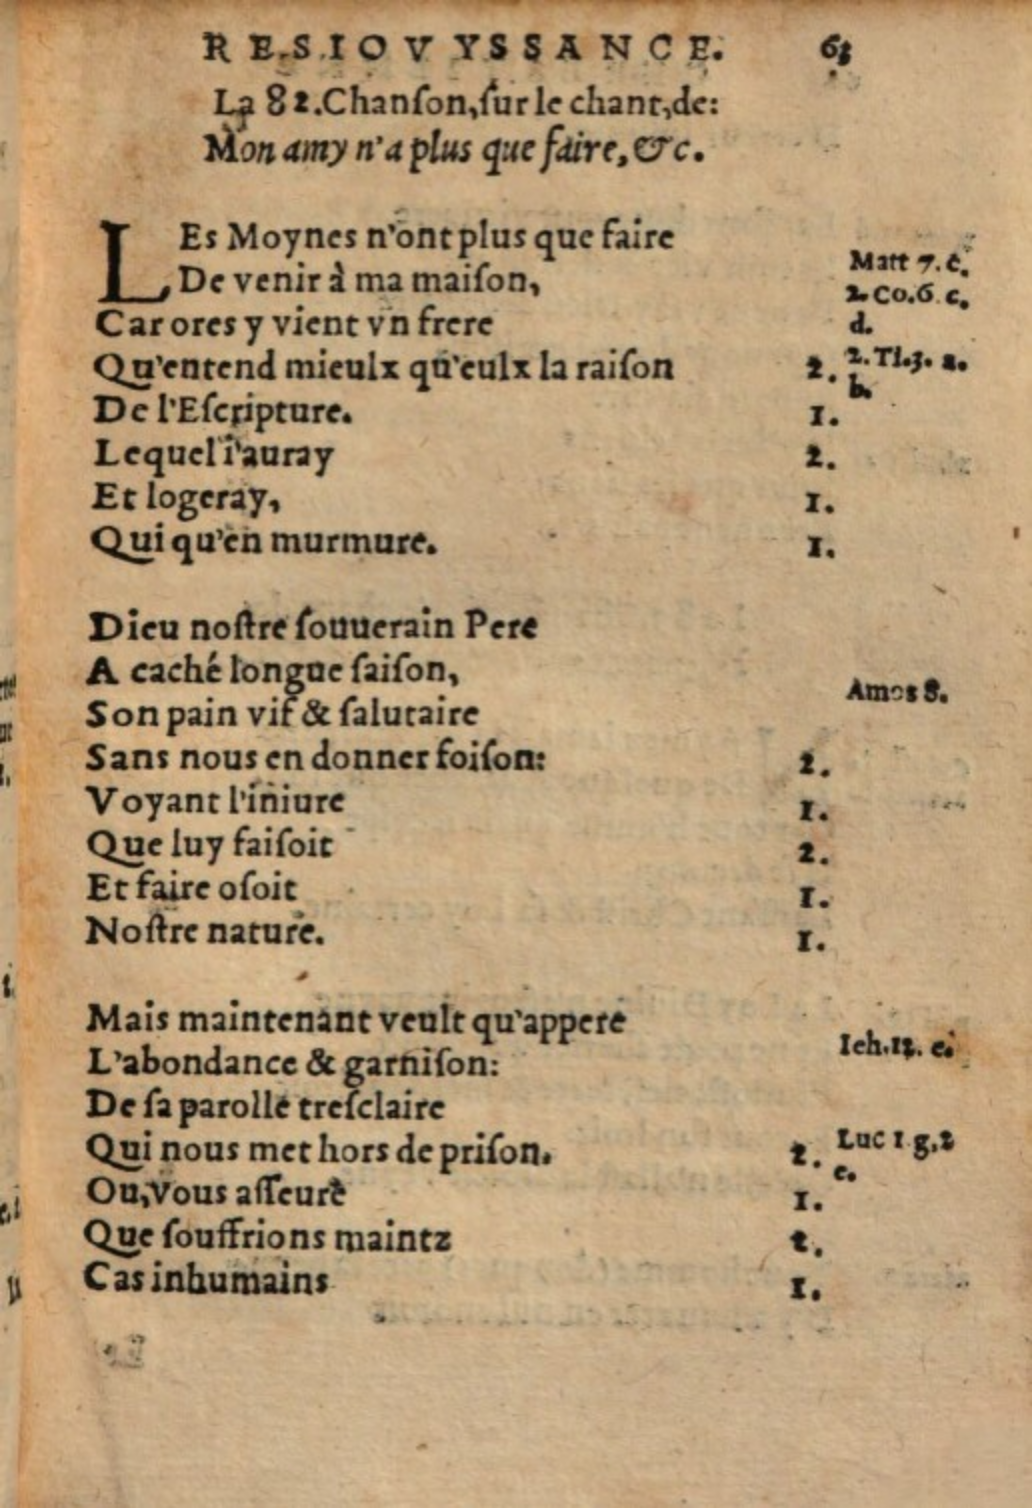 RESIOVYSSANCE. 63
La 82.Chanſon,ſur le chant,de:
Mon amy n'a plus que faire, &c.
LEs Moynes n'ont plus que faire
De venir à ma maiſon,
Matt 7. c.
2. Co. 6. c.
Car ores y vient vn frere
d.
Qu'entend mieulx qu'eulx la raiſon 2.
2. Ti. 3. a.
b.
De l'Eſcripture. 1.
Lequel i'auray 2.
Et logeray, 1.
Qui qu'en murmure. 1.
Dieu noſtre ſouuerain Pere
A caché longue ſaiſon,
Amos 8.
Son pain vif & ſalutaire
Sans nous en donner foiſon: 2.
Voyant l'iniure 1.
Que luy faiſoit 2.
Et faire oſoit 1.
Noſtre nature. 1.
Mais maintenant veult qu'appere
L'abondance & garniſon:
Ieh. 12. e.
De ſa parolle treſclaire
Qui nous met hors de priſon. 2.
Luc 1 g, 2
e.
Ou, vous aſſeure 1.
Que ſouffrions maintz 2.
Cas inhumains 1.